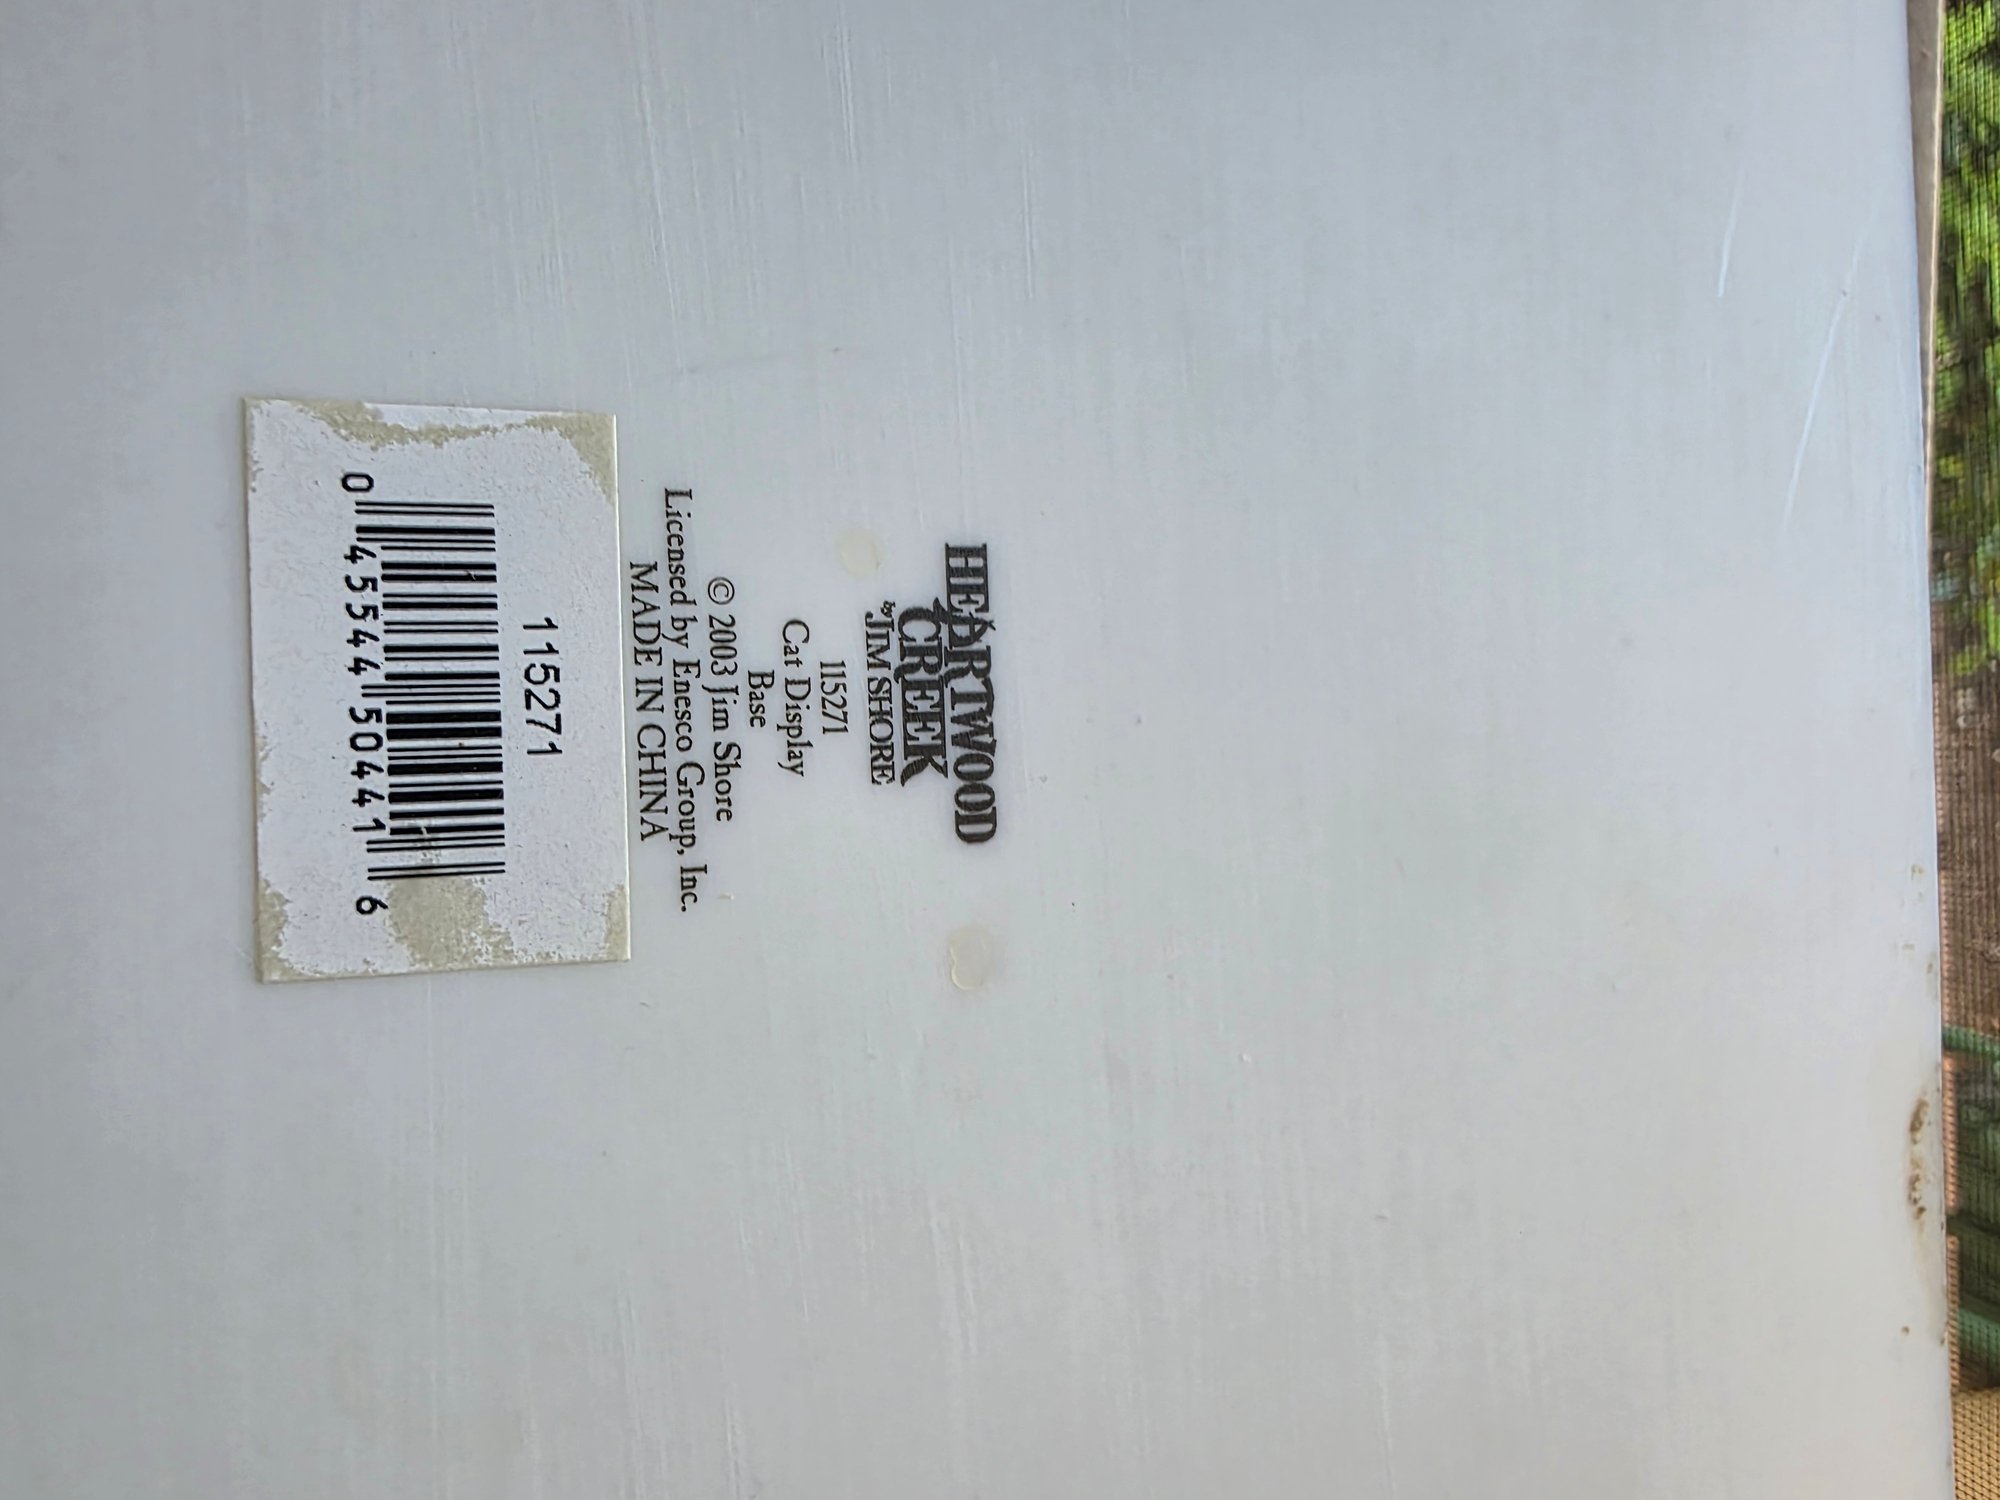 HEARTWOOD
CREEK
by JIM SHORE
115271
Cat Display
Base
© 2003 Jim Shore
Licensed by Enesco Group, Inc.
MADE IN CHINA
115271
0 45544 50441 6